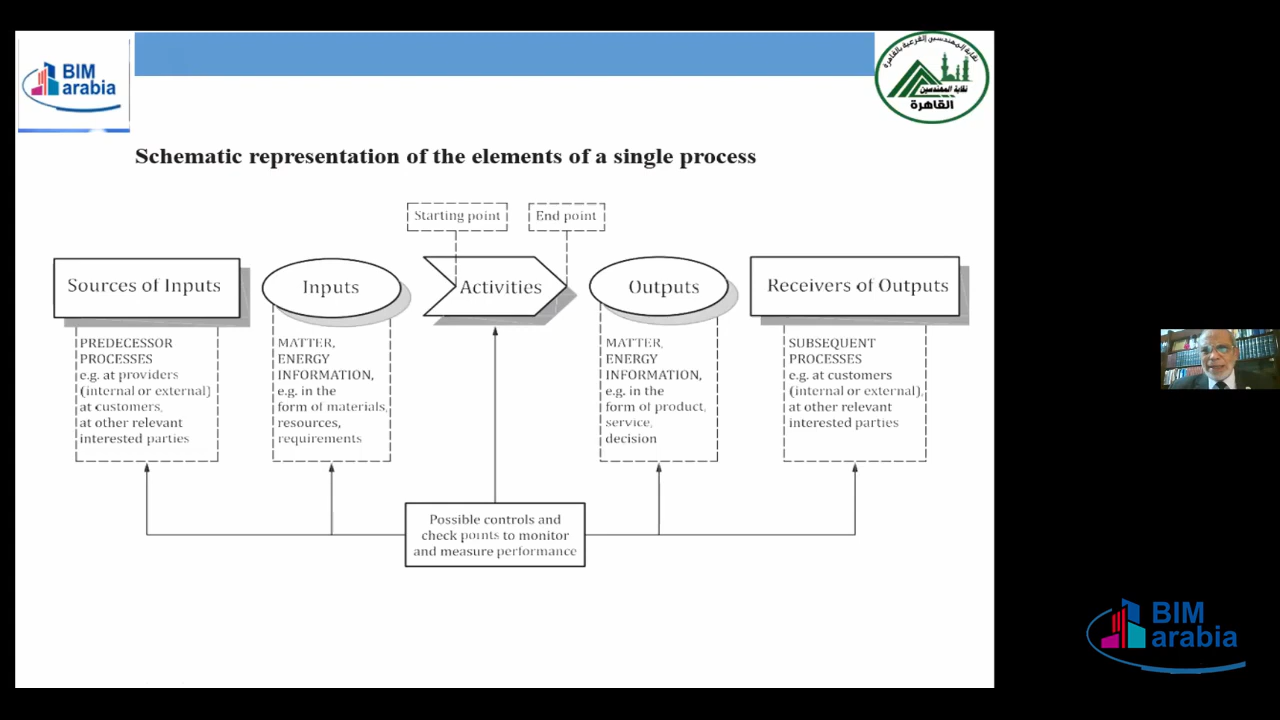 BIM
arabia
نقابة المهندسين الفرعية بالقاهرة
نقابة المهندسين
القاهرة
Schematic representation of the elements of a single process
Starting point
End point
Sources of Inputs
Inputs
Activities
Outputs
Receivers of Outputs
PREDECESSOR
PROCESSES
e.g. at providers
(internal or external)
at customers,
at other relevant
interested parties
MATTER,
ENERGY
INFORMATION,
e.g. in the
form of materials,
resources,
requirements
MATTER,
ENERGY
INFORMATION,
e.g. in the
form of product,
service,
decision
SUBSEQUENT
PROCESSES
e.g. at customers
(internal or external),
at other relevant
interested parties
Possible controls and
check points to monitor
and measure performance
BIM
arabia